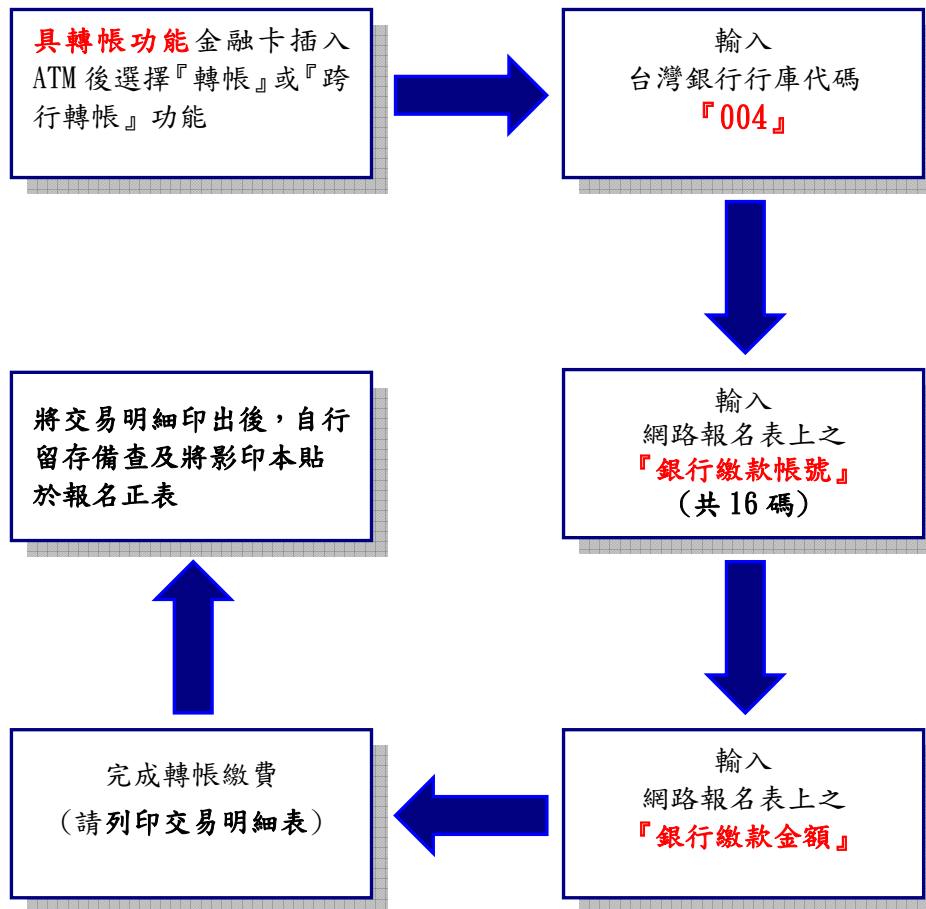 具轉帳功能金融卡插入
ATM 後選擇『轉帳』或『跨
行轉帳』功能
輸入
台灣銀行行庫代碼
『004』
輸入
網路報名表上之
『銀行繳款帳號』
(共 16 碼)
輸入
網路報名表上之
『銀行繳款金額』
完成轉帳繳費
(請列印交易明細表)
將交易明細印出後,自行
留存備查及將影印本貼
於報名正表